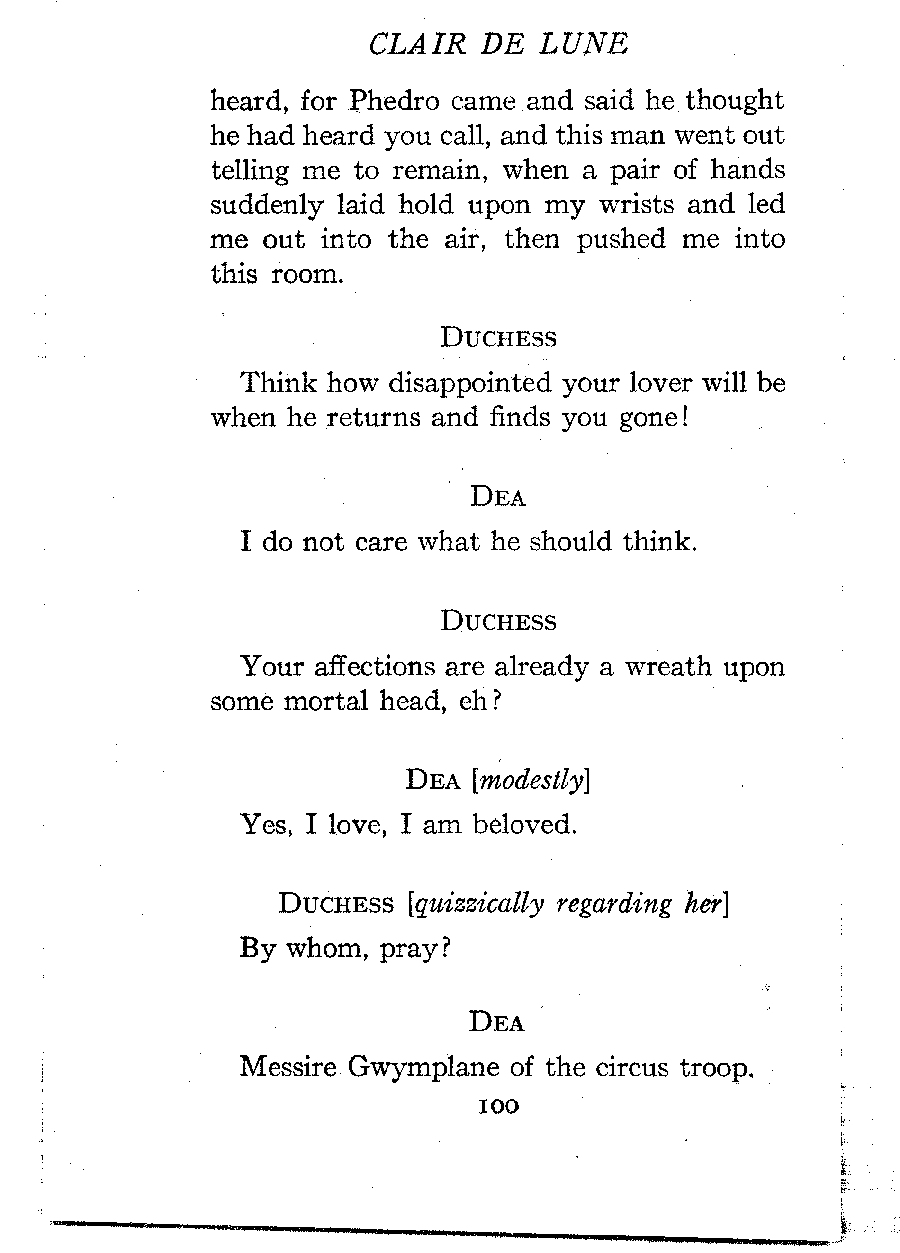 CLAIR DE LUNE
heard, for Phedro came and said he thought
he had heard you call, and this man went out
telling me to remain, when a pair of hands
suddenly laid hold upon my wrists and led
me out into the air, then pushed me into
this room.
DUCHESS
Think how disappointed your lover will be
when he returns and finds you gone!
DEA
I do not care what he should think.
DUCHESS
Your affections are already a wreath upon
some mortal head, eh?
DEA [modestly]
Yes, I love, I am beloved.
DUCHESS [quizzically regarding her]
By whom, pray?
DEA
Messire Gwymplane of the circus troop.
100